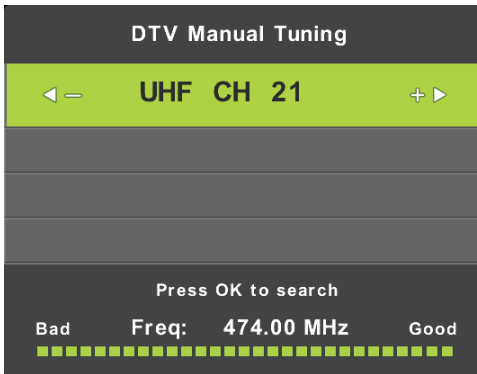 DTV Manual Tuning
− UHF CH 21 +
Press OK to search
Bad Freq: 474.00 MHz Good